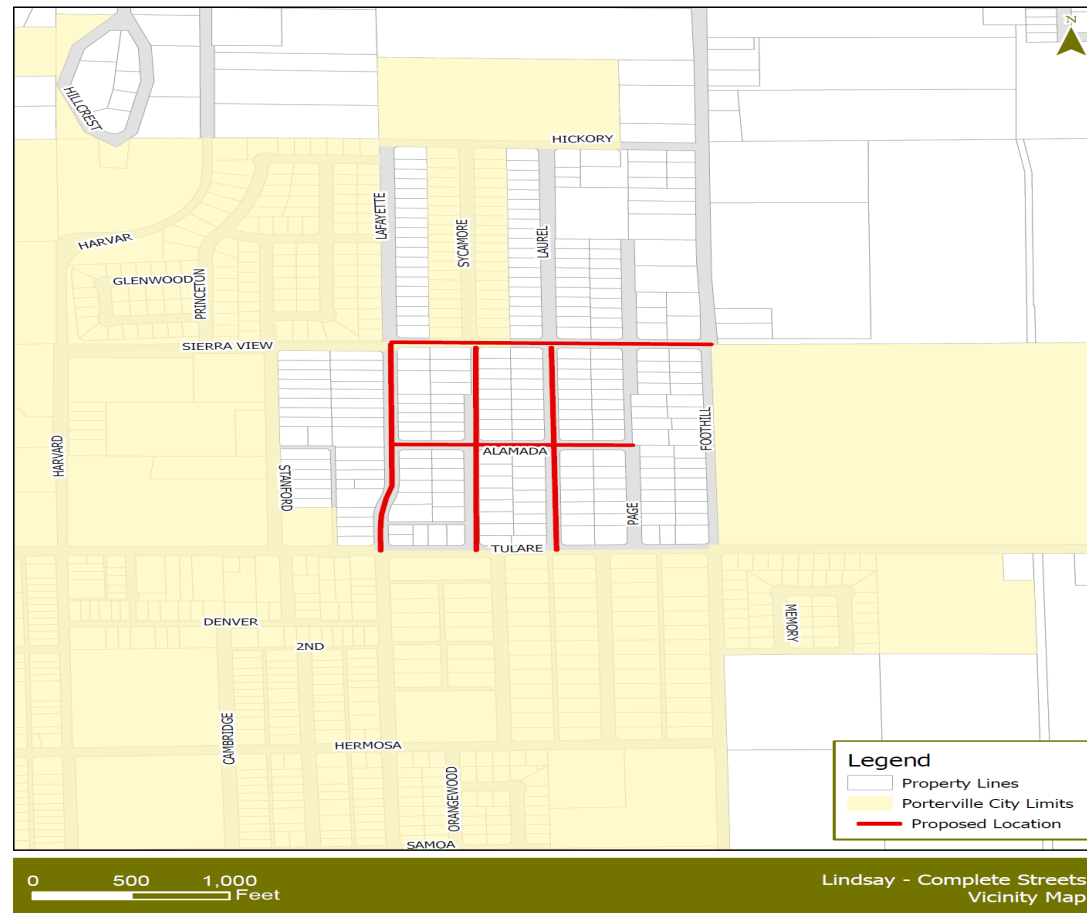 Z
HILLCREST
HICKORY
LAFAYETTE
SYCAMORE
LAUREL
HARVAR
GLENWOOD
PRINCETON
SIERRA VIEW
HARVARD
STANFORD
ALAMADA
FOOTHILL
PAGE
TULARE
MEMORY
DENVER
2ND
CAMBRIDGE
HERMOSA
ORANGEWOOD
SAMOA
Legend
Property Lines
Porterville City Limits
Proposed Location
0 500 1,000
Feet
Lindsay - Complete Streets
Vicinity Map